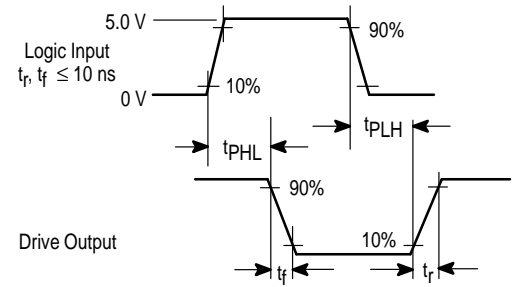 5.0 V
90%
Logic Input
tr, tf ≤ 10 ns
10%
0 V
tPLH
tPHL
90%
Drive Output
10%
tf
tr